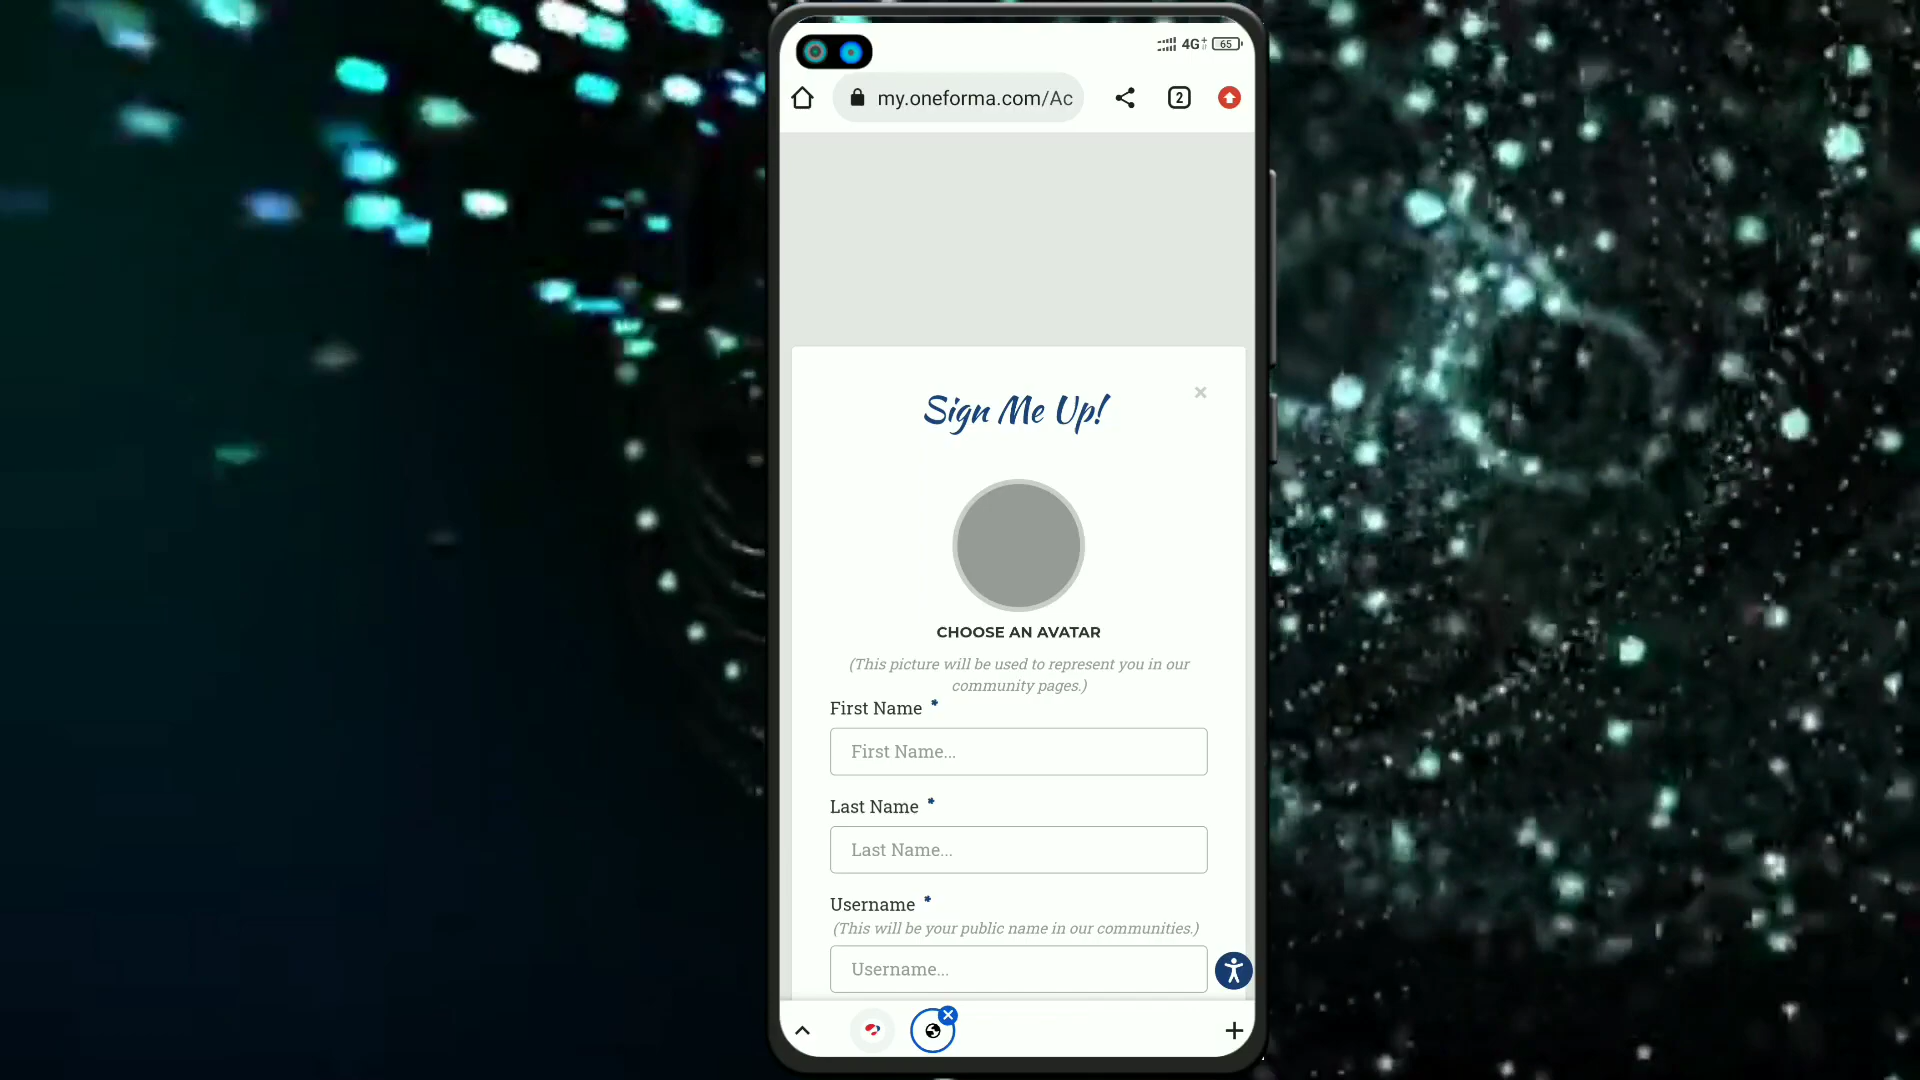 4G+ 65
my.oneforma.com/Ac 2
Sign Me Up!
CHOOSE AN AVATAR
(This picture will be used to represent you in our
community pages.)
First Name *
First Name...
Last Name *
Last Name...
Username *
(This will be your public name in our communities.)
Username...